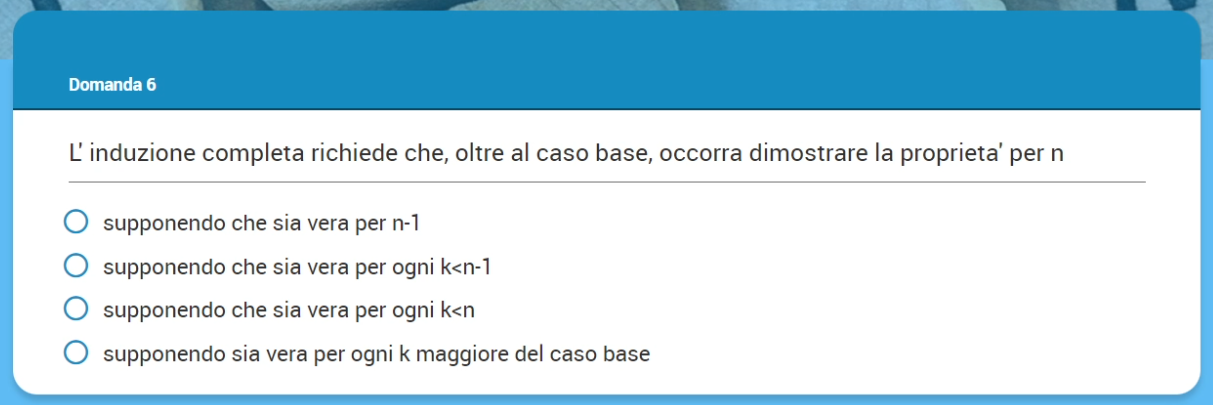 Domanda 6
L' induzione completa richiede che, oltre al caso base, occorra dimostrare la proprieta' per n
supponendo che sia vera per n-1
supponendo che sia vera per ogni k<n-1
supponendo che sia vera per ogni k<n
supponendo sia vera per ogni k maggiore del caso base